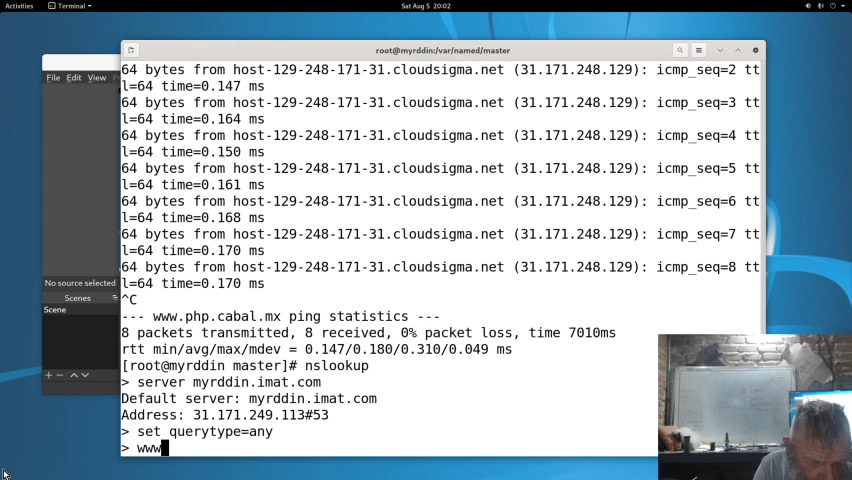 Activities Terminal Sat Aug 5 20:02
root@myrddin:/var/named/master
File Edit View
64 bytes from host-129-248-171-31.cloudsigma.net (31.171.248.129): icmp_seq=2 tt
l=64 time=0.147 ms
64 bytes from host-129-248-171-31.cloudsigma.net (31.171.248.129): icmp_seq=3 tt
l=64 time=0.164 ms
64 bytes from host-129-248-171-31.cloudsigma.net (31.171.248.129): icmp_seq=4 tt
l=64 time=0.150 ms
64 bytes from host-129-248-171-31.cloudsigma.net (31.171.248.129): icmp_seq=5 tt
l=64 time=0.161 ms
64 bytes from host-129-248-171-31.cloudsigma.net (31.171.248.129): icmp_seq=6 tt
l=64 time=0.168 ms
64 bytes from host-129-248-171-31.cloudsigma.net (31.171.248.129): icmp_seq=7 tt
l=64 time=0.170 ms
64 bytes from host-129-248-171-31.cloudsigma.net (31.171.248.129): icmp_seq=8 tt
l=64 time=0.170 ms
^C
--- www.php.cabal.mx ping statistics ---
8 packets transmitted, 8 received, 0% packet loss, time 7010ms
rtt min/avg/max/mdev = 0.147/0.180/0.310/0.049 ms
[root@myrddin master]# nslookup
> server myrddin.imat.com
Default server: myrddin.imat.com
Address: 31.171.249.113#53
> set querytype=any
> www
No source selected
Scenes
Scene